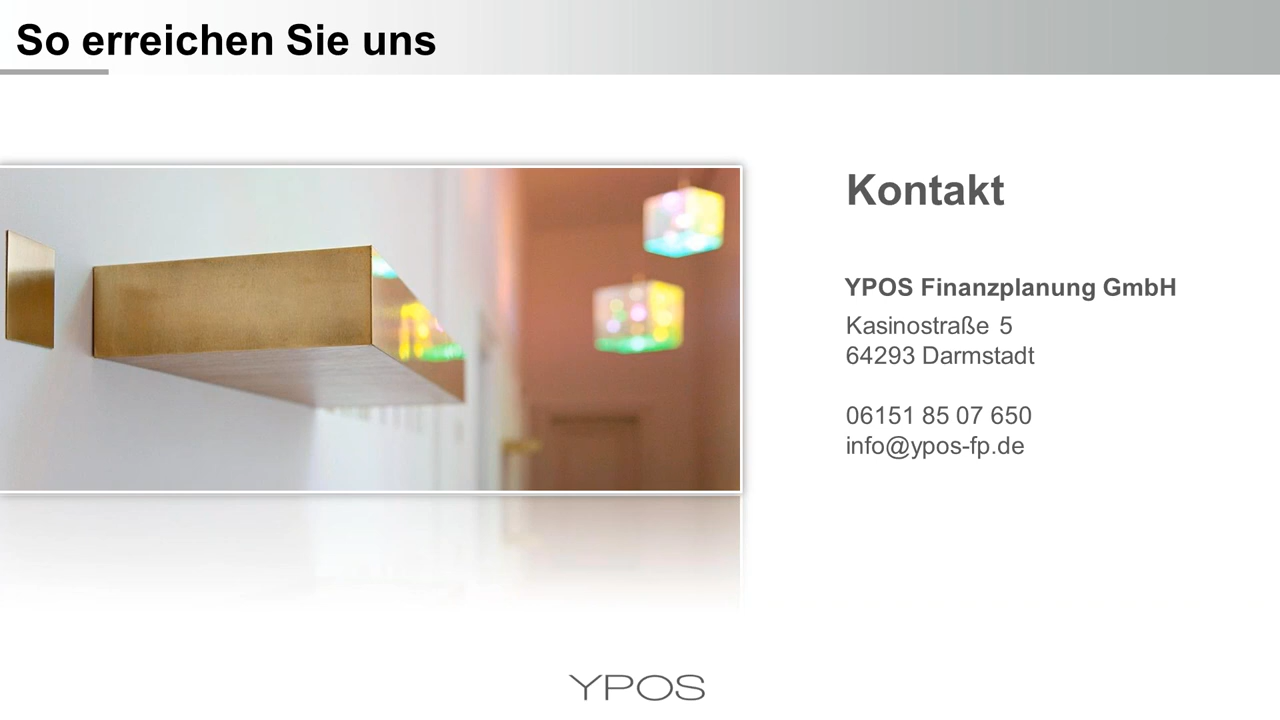 So erreichen Sie uns
Kontakt
YPOS Finanzplanung GmbH
Kasinostraße 5
64293 Darmstadt
06151 85 07 650
info@ypos-fp.de
YPOS